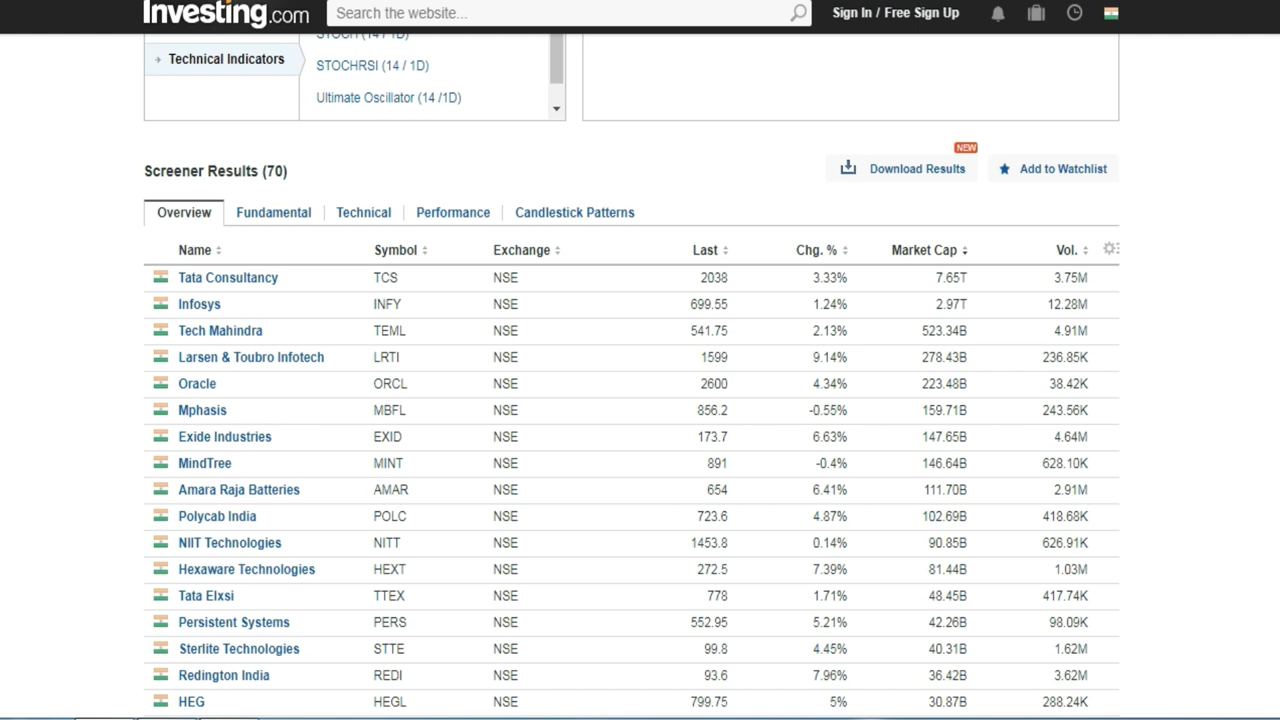 Investing.com Search the website... Sign In / Free Sign Up
STOCH (14 / 1D)
Technical Indicators STOCHRSI (14 / 1D)
Ultimate Oscillator (14 /1D)
NEW
Screener Results (70) Download Results Add to Watchlist
Overview Fundamental Technical Performance Candlestick Patterns
Name Symbol Exchange Last Chg. % Market Cap Vol.
Tata Consultancy TCS NSE 2038 3.33% 7.65T 3.75M
Infosys INFY NSE 699.55 1.24% 2.97T 12.28M
Tech Mahindra TEML NSE 541.75 2.13% 523.34B 4.91M
Larsen & Toubro Infotech LRTI NSE 1599 9.14% 278.43B 236.85K
Oracle ORCL NSE 2600 4.34% 223.48B 38.42K
Mphasis MBFL NSE 856.2 -0.55% 159.71B 243.56K
Exide Industries EXID NSE 173.7 6.63% 147.65B 4.64M
MindTree MINT NSE 891 -0.4% 146.64B 628.10K
Amara Raja Batteries AMAR NSE 654 6.41% 111.70B 2.91M
Polycab India POLC NSE 723.6 4.87% 102.69B 418.68K
NIIT Technologies NITT NSE 1453.8 0.14% 90.85B 626.91K
Hexaware Technologies HEXT NSE 272.5 7.39% 81.44B 1.03M
Tata Elxsi TTEX NSE 778 1.71% 48.45B 417.74K
Persistent Systems PERS NSE 552.95 5.21% 42.26B 98.09K
Sterlite Technologies STTE NSE 99.8 4.45% 40.31B 1.62M
Redington India REDI NSE 93.6 7.96% 36.42B 3.62M
HEG HEGL NSE 799.75 5% 30.87B 288.24K